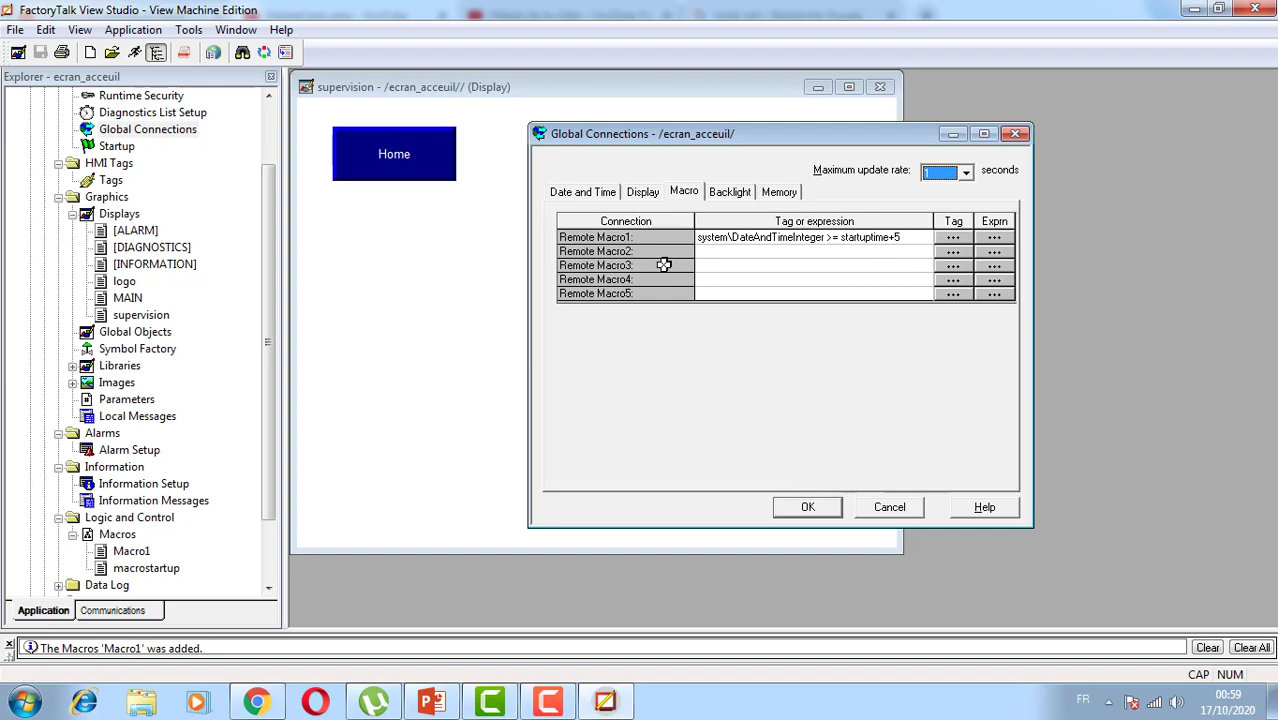 FactoryTalk View Studio - View Machine Edition
File Edit View Application Tools Window Help
Explorer - ecran_acceuil
Runtime Security
Diagnostics List Setup
Global Connections
Startup
HMI Tags
Tags
Graphics
Displays
[ALARM]
[DIAGNOSTICS]
[INFORMATION]
logo
MAIN
supervision
Global Objects
Symbol Factory
Libraries
Images
Parameters
Local Messages
Alarms
Alarm Setup
Information
Information Setup
Information Messages
Logic and Control
Macros
Macro1
macrostartup
Data Log
Application Communications
supervision - /ecran_acceuil// (Display)
Home
Global Connections - /ecran_acceuil/
Maximum update rate: 1 seconds
Date and Time Display Macro Backlight Memory
Connection Tag or expression Tag Exprn
Remote Macro1: system\DateAndTimeInteger >= startuptime+5 ... ...
Remote Macro2: ... ...
Remote Macro3: ... ...
Remote Macro4: ... ...
Remote Macro5: ... ...
OK Cancel Help
The Macros 'Macro1' was added. Clear Clear All
CAP NUM
FR 00:59
17/10/2020